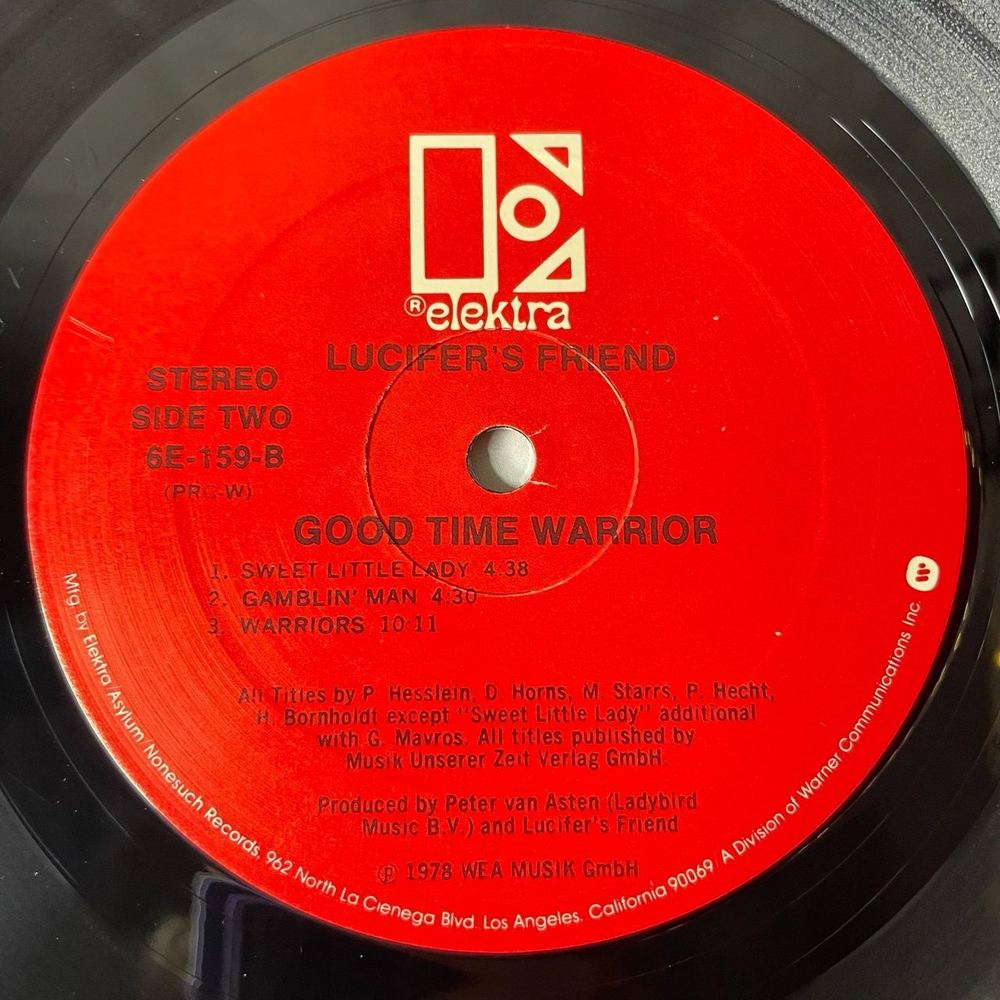 ® elektra
LUCIFER'S FRIEND
STEREO
SIDE TWO
6E-159-B
(PRC-W)
GOOD TIME WARRIOR
1. SWEET LITTLE LADY 4:38
2. GAMBLIN' MAN 4:30
3. WARRIORS 10:11
All Titles by P. Hesslein, D. Horns, M. Starrs, P. Hecht,
H. Bornholdt except "Sweet Little Lady" additional
with G. Mavros. All titles published by
Musik Unserer Zeit Verlag GmbH
Produced by Peter van Asten (Ladybird
Music B.V.) and Lucifer's Friend
℗ 1978 WEA MUSIK GmbH
Mfg. by Elektra/Asylum Nonesuch Records, 962 North La Cienega Blvd. Los Angeles, California 90069. A Division of Warner Communications Inc.